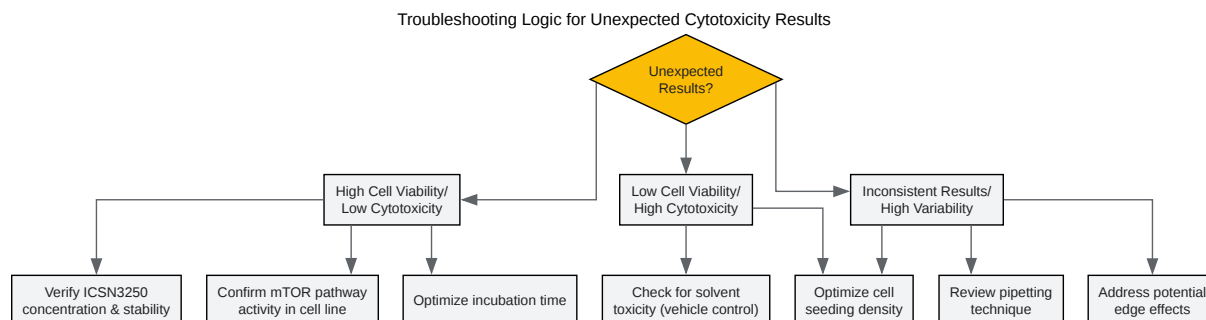 Troubleshooting Logic for Unexpected Cytotoxicity Results
Unexpected
Results?
High Cell Viability/
Low Cytotoxicity
Low Cell Viability/
High Cytotoxicity
Inconsistent Results/
High Variability
Verify ICSN3250
concentration & stability
Confirm mTOR pathway
activity in cell line
Optimize incubation time
Check for solvent
toxicity (vehicle control)
Optimize cell
seeding density
Review pipetting
technique
Address potential
edge effects